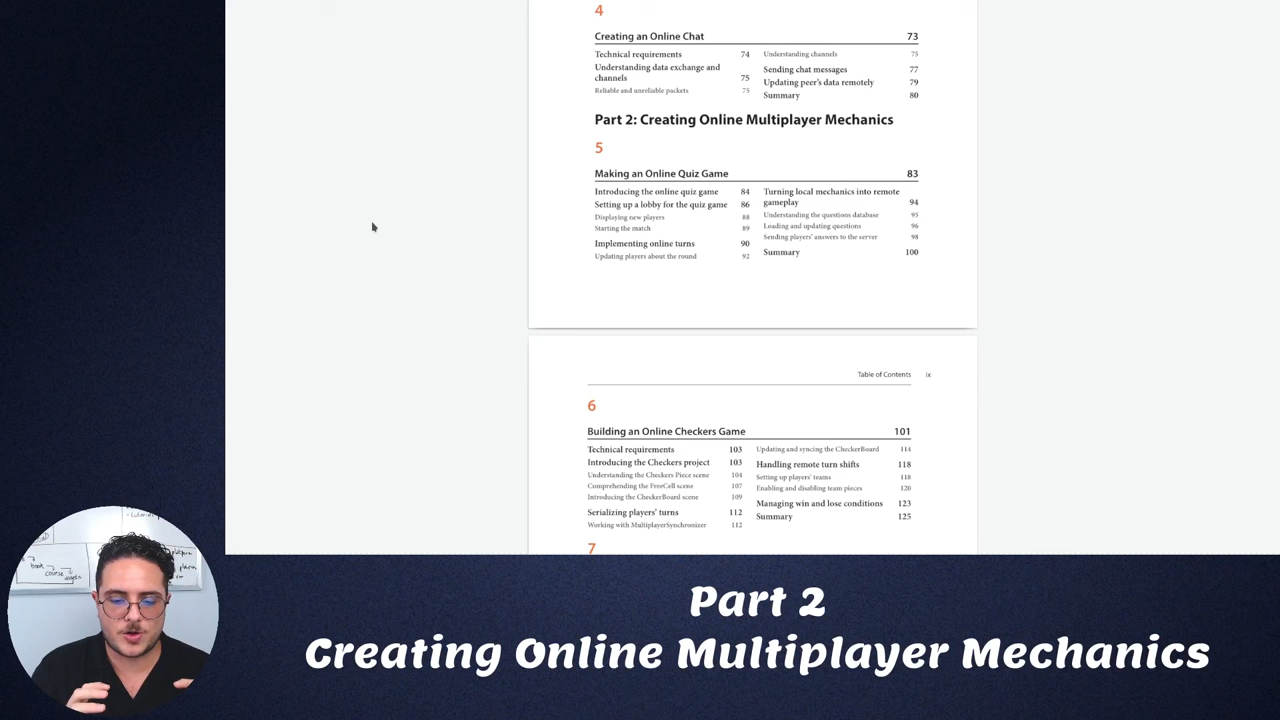 4
Creating an Online Chat 73
Technical requirements 74
Understanding data exchange and
channels 75
Reliable and unreliable packets 75
Understanding channels 75
Sending chat messages 77
Updating peer's data remotely 79
Summary 80
Part 2: Creating Online Multiplayer Mechanics
5
Making an Online Quiz Game 83
Introducing the online quiz game 84
Setting up a lobby for the quiz game 86
Displaying new players 88
Starting the match 89
Implementing online turns 90
Updating players about the round 92
Turning local mechanics into remote
gameplay 94
Understanding the questions database 95
Loading and updating questions 96
Sending players' answers to the server 98
Summary 100
Table of Contents ix
6
Building an Online Checkers Game 101
Technical requirements 103
Introducing the Checkers project 103
Understanding the Checkers Piece scene 104
Comprehending the FreeCell scene 107
Introducing the CheckerBoard scene 109
Serializing players' turns 112
Working with MultiplayerSynchronizer 112
Updating and syncing the CheckerBoard 114
Handling remote turn shifts 118
Setting up players' teams 118
Enabling and disabling team pieces 120
Managing win and lose conditions 123
Summary 125
7
book
course
Part 2
Creating Online Multiplayer Mechanics